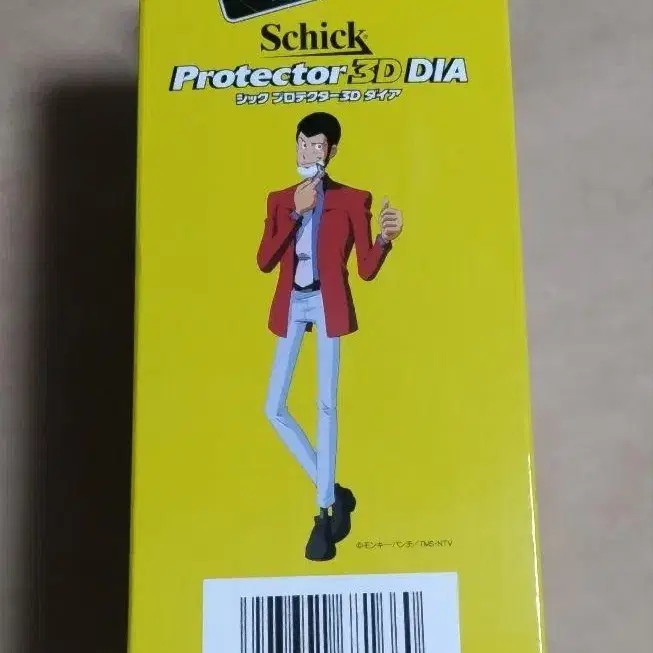 Schick
Protector 3D DIA
シック プロテクター3D ダイア
©モンキー・パンチ/TMS・NTV